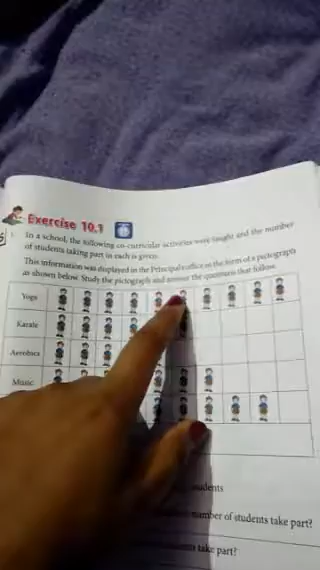 Exercise 10.1
1. In a school, the following co-curricular activities were taught and the number
of students taking part in each is given.
This information was displayed in the Principal's office in the form of a pictograph
as shown below. Study the pictograph and answer the questions that follow.
Yoga
Karate
Aerobics
Music
students
number of students take part?
take part?